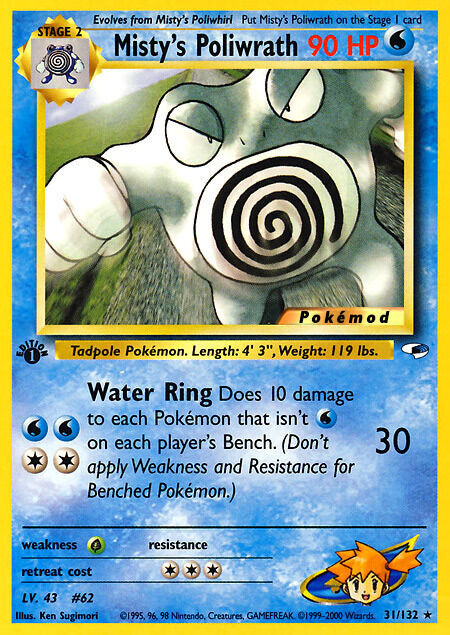 Evolves from Misty's Poliwhirl Put Misty's Poliwrath on the Stage 1 card
STAGE 2
Misty's Poliwrath 90 HP
Pokémod
EDITION
1
Tadpole Pokémon. Length: 4' 3", Weight: 119 lbs.
Water Ring Does 10 damage
to each Pokémon that isn't
on each player's Bench. (Don't
apply Weakness and Resistance for
Benched Pokémon.)
30
weakness resistance
retreat cost
LV. 43 #62
Illus. Ken Sugimori ©1995, 96, 98 Nintendo, Creatures, GAMEFREAK. ©1999-2000 Wizards. 31/132 ★